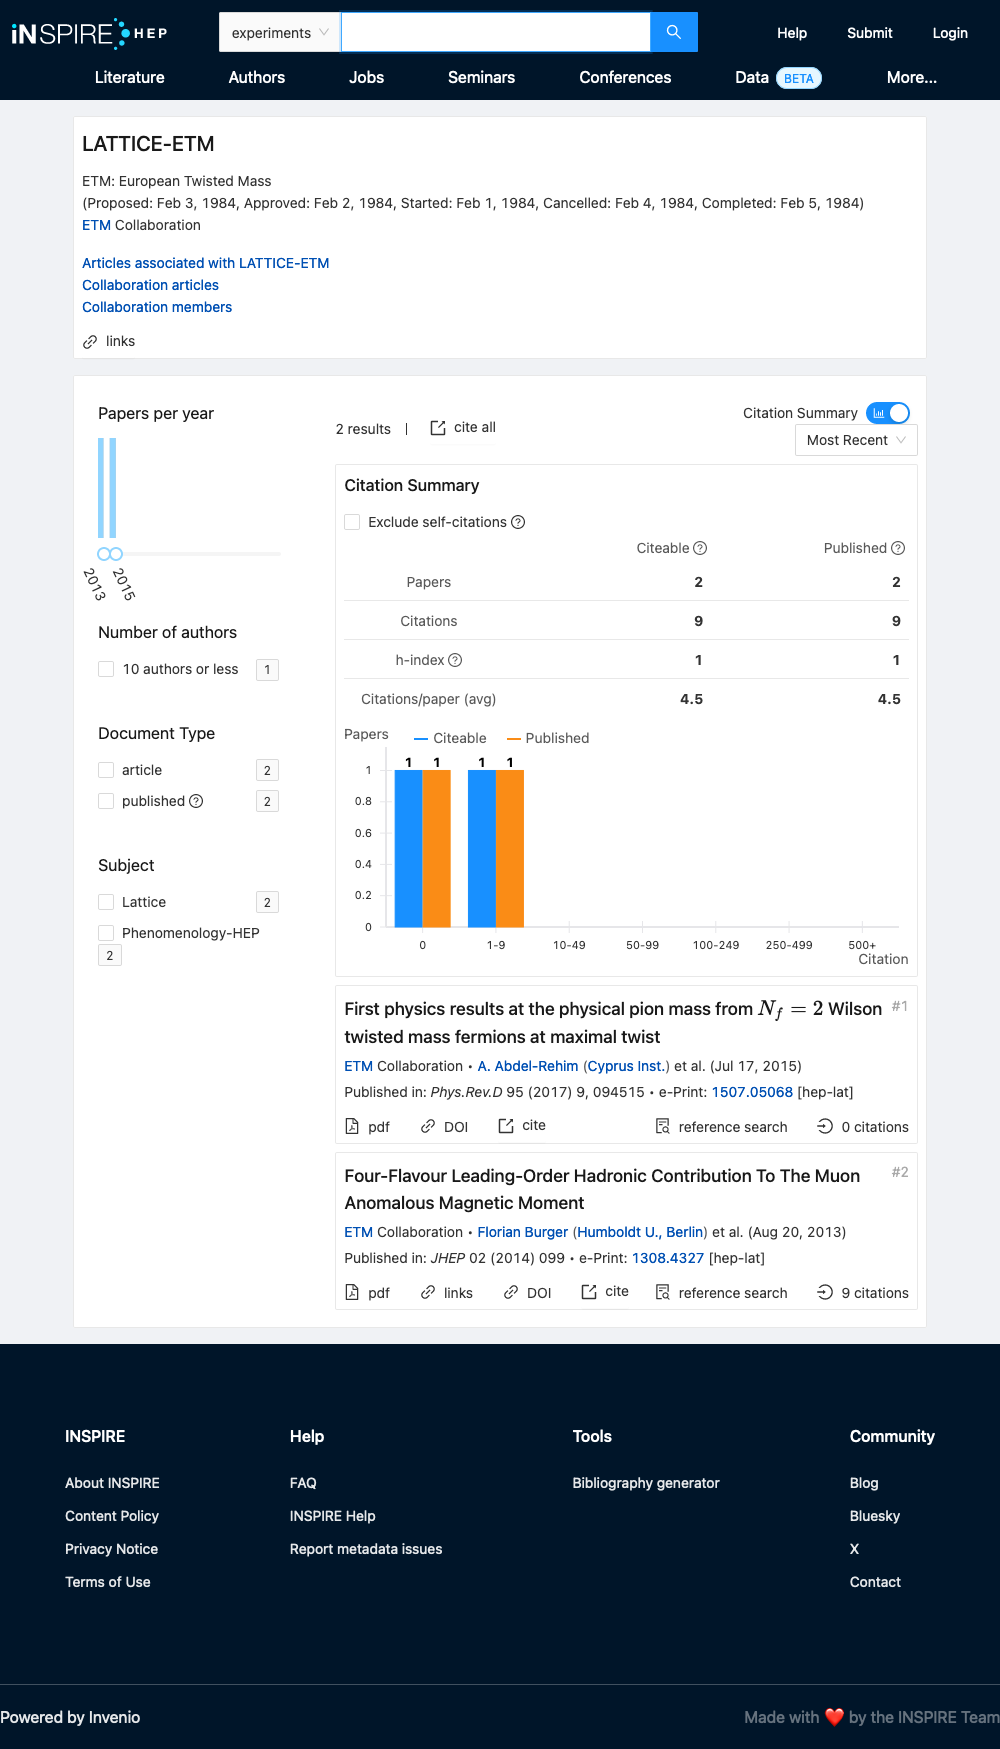 iNSPIRE HEP
experiments
Help
Submit
Login
Literature
Authors
Jobs
Seminars
Conferences
Data BETA
More...
LATTICE-ETM
ETM: European Twisted Mass
(Proposed: Feb 3, 1984, Approved: Feb 2, 1984, Started: Feb 1, 1984, Cancelled: Feb 4, 1984, Completed: Feb 5, 1984)
ETM Collaboration
Articles associated with LATTICE-ETM
Collaboration articles
Collaboration members
links
Papers per year
2013
2015
Number of authors
10 authors or less 1
Document Type
article 2
published 2
Subject
Lattice 2
Phenomenology-HEP
2
2 results | cite all
Citation Summary
Most Recent
Citation Summary
Exclude self-citations
Citeable Published
Papers 2 2
Citations 9 9
h-index 1 1
Citations/paper (avg) 4.5 4.5
Papers
Citeable Published
1 1 1 1
1
0.8
0.6
0.4
0.2
0
0 1-9 10-49 50-99 100-249 250-499 500+
Citation
First physics results at the physical pion mass from N_f = 2 Wilson #1
twisted mass fermions at maximal twist
ETM Collaboration • A. Abdel-Rehim (Cyprus Inst.) et al. (Jul 17, 2015)
Published in: Phys.Rev.D 95 (2017) 9, 094515 • e-Print: 1507.05068 [hep-lat]
pdf DOI cite reference search 0 citations
Four-Flavour Leading-Order Hadronic Contribution To The Muon #2
Anomalous Magnetic Moment
ETM Collaboration • Florian Burger (Humboldt U., Berlin) et al. (Aug 20, 2013)
Published in: JHEP 02 (2014) 099 • e-Print: 1308.4327 [hep-lat]
pdf links DOI cite reference search 9 citations
INSPIRE
About INSPIRE
Content Policy
Privacy Notice
Terms of Use
Help
FAQ
INSPIRE Help
Report metadata issues
Tools
Bibliography generator
Community
Blog
Bluesky
X
Contact
Powered by Invenio
Made with ❤️ by the INSPIRE Team